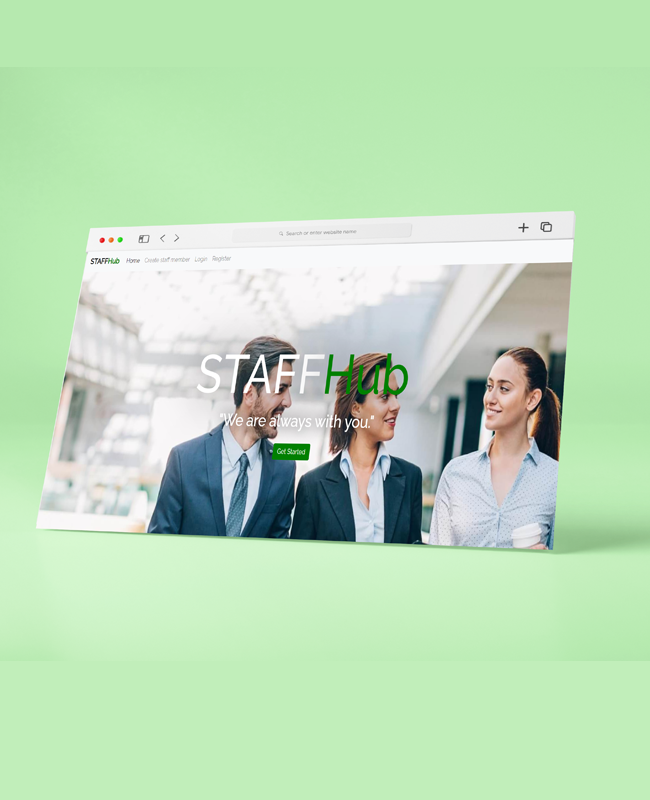 Search or enter website name
STAFFHub Home Create staff member Login Register
STAFFHub
"We are always with you."
Get Started